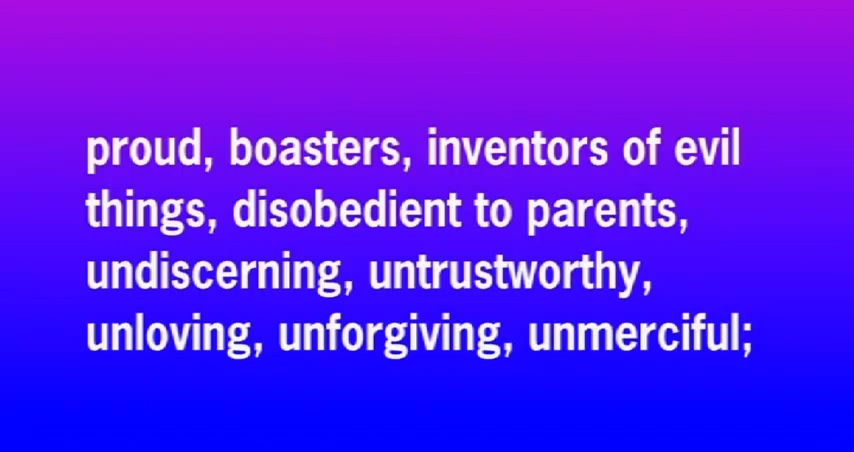 proud, boasters, inventors of evil
things, disobedient to parents,
undiscerning, untrustworthy,
unloving, unforgiving, unmerciful;